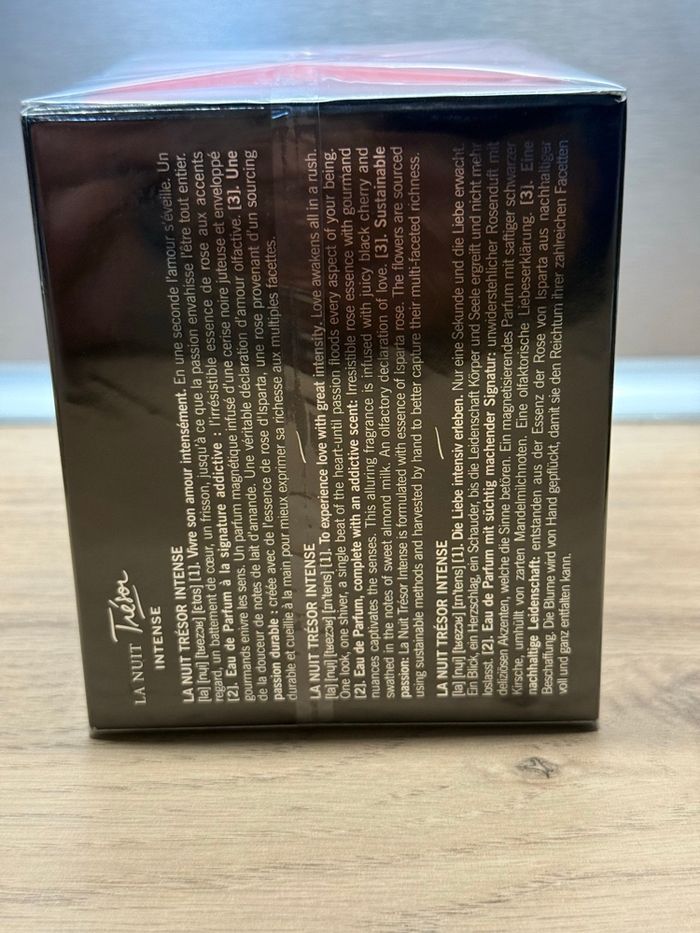 LA NUIT Trésor
INTENSE
LA NUIT TRÉSOR INTENSE
[la] [nɥi] [tʁezɔʁ] [ɛ̃tɑ̃s] [1]. Vivre son amour intensément. En une seconde l'amour s'éveille. Un
regard, un battement de cœur, un frisson, jusqu'à ce que la passion envahisse l'être tout entier.
[2]. Eau de Parfum à la signature addictive : l'irrésistible essence de rose aux accents
gourmands enivre les sens. Un parfum magnétique infusé d'une cerise noire juteuse et enveloppé
de la douceur de notes de lait d'amande. Une véritable déclaration d'amour olfactive. [3]. Une
passion durable : créée avec de l'essence de rose d'Isparta, une rose provenant d'un sourcing
durable et cueillie à la main pour mieux exprimer sa richesse aux multiples facettes.
LA NUIT TRÉSOR INTENSE
[la] [nɥi] [tʁezɔʁ] [ɪn'tens] [1]. To experience love with great intensity. Love awakens all in a rush.
One look, one shiver, a single beat of the heart-until passion floods every aspect of your being.
[2]. Eau de Parfum, complete with an addictive scent: Irresistible rose essence with gourmand
nuances captivates the senses. This alluring fragrance is infused with juicy black cherry and
swathed in the notes of sweet almond milk. An olfactory declaration of love. [3]. Sustainable
passion: La Nuit Trésor Intense is formulated with essence of Isparta rose. The flowers are sourced
using sustainable methods and harvested by hand to better capture their multi-faceted richness.
LA NUIT TRÉSOR INTENSE
[la] [nɥi] [tʁezɔʁ] [ɪn'tens] [1]. Die Liebe intensiv erleben. Nur eine Sekunde und die Liebe erwacht.
Ein Blick, ein Herzschlag, ein Schauder, bis die Leidenschaft Körper und Seele ergreift und nicht mehr
loslässt. [2]. Eau de Parfum mit süchtig machender Signatur: unwiderstehlicher Rosenduft mit
deliziösen Akzenten, welche die Sinne betören. Ein magnetisierendes Parfum mit saftiger schwarzer
Kirsche, umhüllt von zarten Mandelmilchnoten. Eine olfaktorische Liebeserklärung. [3]. Eine
nachhaltige Leidenschaft: entstanden aus der Essenz der Rose von Isparta aus nachhaltiger
Beschaffung. Die Blume wird von Hand gepflückt, damit sie den Reichtum ihrer zahlreichen Facetten
voll und ganz entfalten kann.